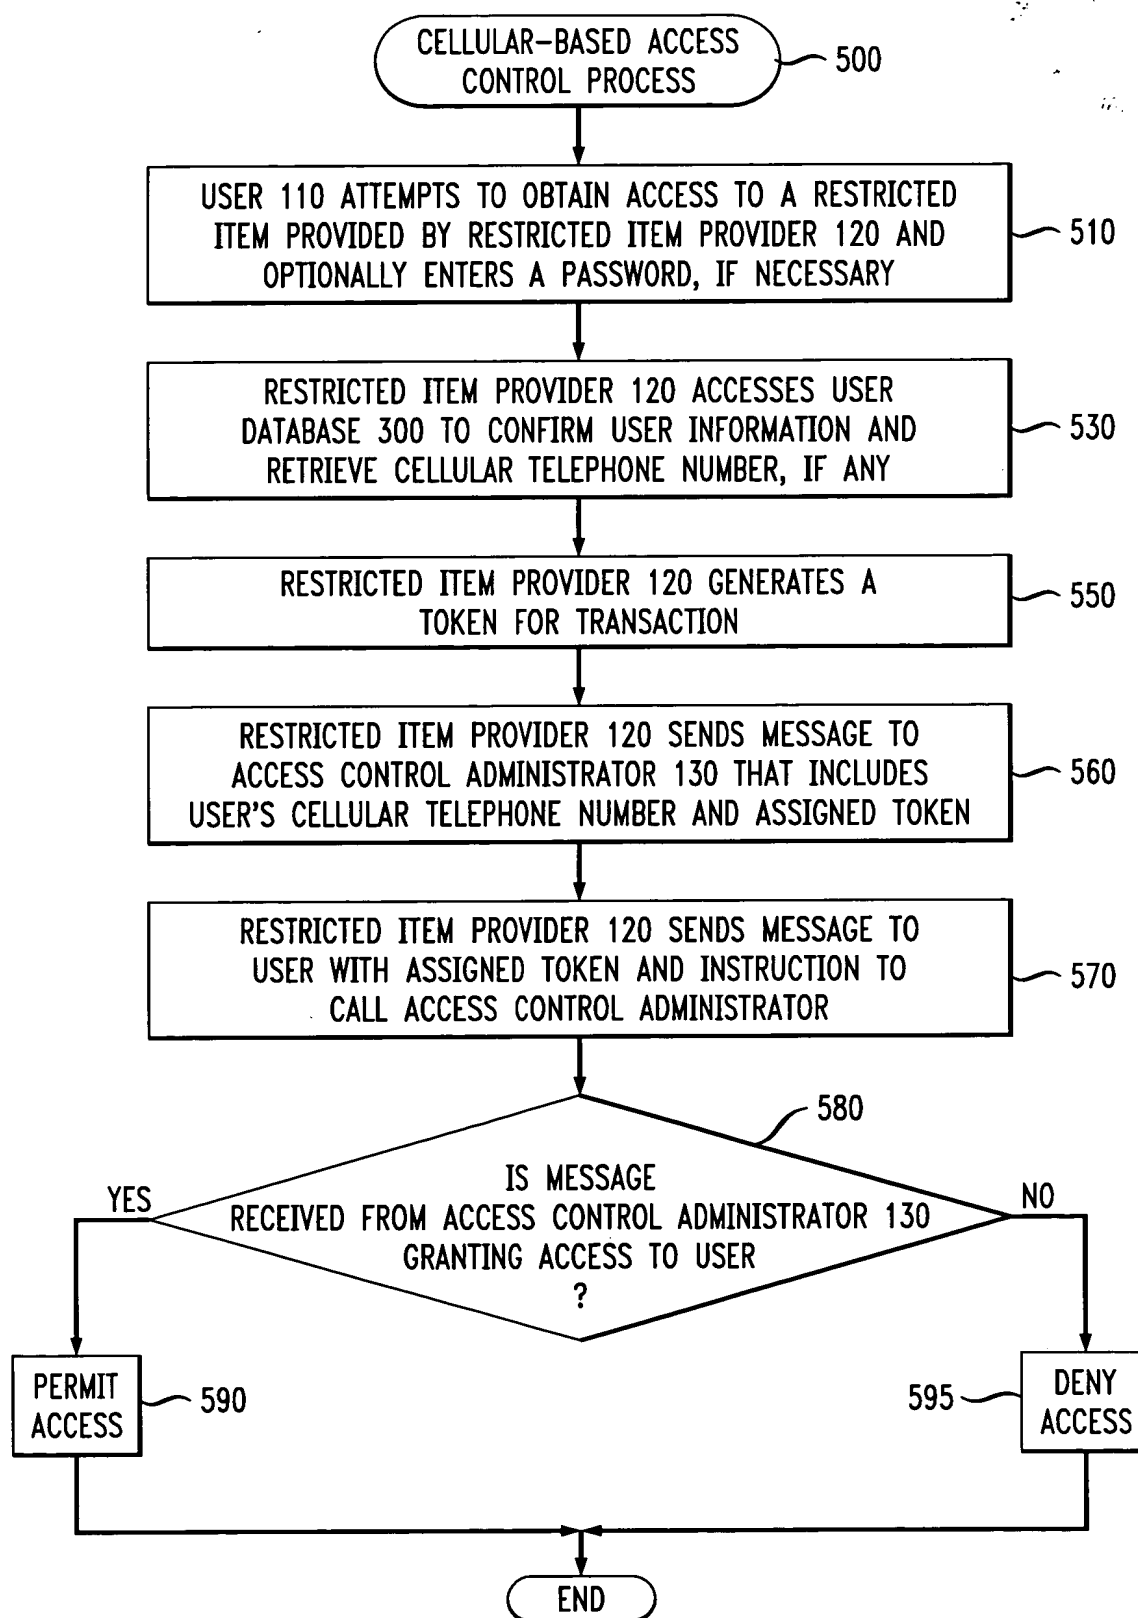 CELLULAR-BASED ACCESS
CONTROL PROCESS
500
USER 110 ATTEMPTS TO OBTAIN ACCESS TO A RESTRICTED
ITEM PROVIDED BY RESTRICTED ITEM PROVIDER 120 AND
OPTIONALLY ENTERS A PASSWORD, IF NECESSARY
510
RESTRICTED ITEM PROVIDER 120 ACCESSES USER
DATABASE 300 TO CONFIRM USER INFORMATION AND
RETRIEVE CELLULAR TELEPHONE NUMBER, IF ANY
530
RESTRICTED ITEM PROVIDER 120 GENERATES A
TOKEN FOR TRANSACTION
550
RESTRICTED ITEM PROVIDER 120 SENDS MESSAGE TO
ACCESS CONTROL ADMINISTRATOR 130 THAT INCLUDES
USER'S CELLULAR TELEPHONE NUMBER AND ASSIGNED TOKEN
560
RESTRICTED ITEM PROVIDER 120 SENDS MESSAGE TO
USER WITH ASSIGNED TOKEN AND INSTRUCTION TO
CALL ACCESS CONTROL ADMINISTRATOR
570
580
IS MESSAGE
RECEIVED FROM ACCESS CONTROL ADMINISTRATOR 130
GRANTING ACCESS TO USER
?
YES
NO
PERMIT
ACCESS
590
595
DENY
ACCESS
END